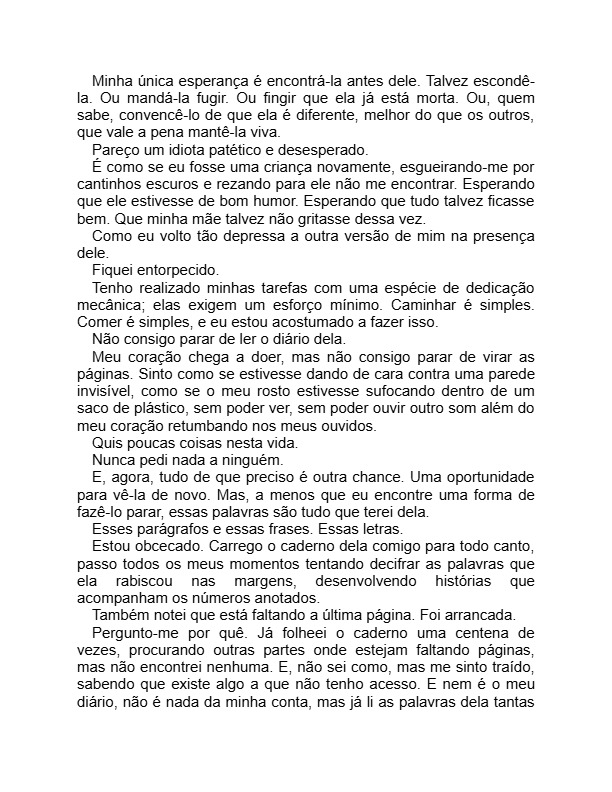 Minha única esperança é encontrá-la antes dele. Talvez escondê-
la. Ou mandá-la fugir. Ou fingir que ela já está morta. Ou, quem
sabe, convencê-lo de que ela é diferente, melhor do que os outros,
que vale a pena mantê-la viva.
Pareço um idiota patético e desesperado.
É como se eu fosse uma criança novamente, esgueirando-me por
cantinhos escuros e rezando para ele não me encontrar. Esperando
que ele estivesse de bom humor. Esperando que tudo talvez ficasse
bem. Que minha mãe talvez não gritasse dessa vez.
Como eu volto tão depressa a outra versão de mim na presença
dele.
Fiquei entorpecido.
Tenho realizado minhas tarefas com uma espécie de dedicação
mecânica; elas exigem um esforço mínimo. Caminhar é simples.
Comer é simples, e eu estou acostumado a fazer isso.
Não consigo parar de ler o diário dela.
Meu coração chega a doer, mas não consigo parar de virar as
páginas. Sinto como se estivesse dando de cara contra uma parede
invisível, como se o meu rosto estivesse sufocando dentro de um
saco de plástico, sem poder ver, sem poder ouvir outro som além do
meu coração retumbando nos meus ouvidos.
Quis poucas coisas nesta vida.
Nunca pedi nada a ninguém.
E, agora, tudo de que preciso é outra chance. Uma oportunidade
para vê-la de novo. Mas, a menos que eu encontre uma forma de
fazê-lo parar, essas palavras são tudo que terei dela.
Esses parágrafos e essas frases. Essas letras.
Estou obcecado. Carrego o caderno dela comigo para todo canto,
passo todos os meus momentos tentando decifrar as palavras que
ela rabiscou nas margens, desenvolvendo histórias que
acompanham os números anotados.
Também notei que está faltando a última página. Foi arrancada.
Pergunto-me por quê. Já folheei o caderno uma centena de
vezes, procurando outras partes onde estejam faltando páginas,
mas não encontrei nenhuma. E, não sei como, mas me sinto traído,
sabendo que existe algo a que não tenho acesso. E nem é o meu
diário, não é nada da minha conta, mas já li as palavras dela tantas